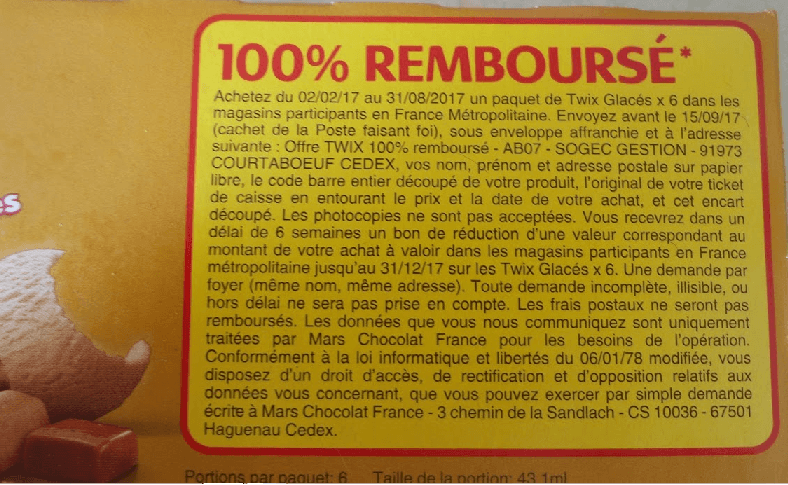 100% REMBOURSÉ*
Achetez du 02/02/17 au 31/08/2017 un paquet de Twix Glacés x 6 dans les
magasins participants en France Métropolitaine. Envoyez avant le 15/09/17
(cachet de la Poste faisant foi), sous enveloppe affranchie et à l'adresse
suivante : Offre TWIX 100% remboursé - AB07 - SOGEC GESTION - 91973
COURTABOEUF CEDEX, vos nom, prénom et adresse postale sur papier
libre, le code barre entier découpé de votre produit, l'original de votre ticket
de caisse en entourant le prix et la date de votre achat, et cet encart
découpé. Les photocopies ne sont pas acceptées. Vous recevrez dans un
délai de 6 semaines un bon de réduction d'une valeur correspondant au
montant de votre achat à valoir dans les magasins participants en France
métropolitaine jusqu'au 31/12/17 sur les Twix Glacés x 6. Une demande par
foyer (même nom, même adresse). Toute demande incomplète, illisible, ou
hors délai ne sera pas prise en compte. Les frais postaux ne seront pas
remboursés. Les données que vous nous communiquez sont uniquement
traitées par Mars Chocolat France pour les besoins de l'opération.
Conformément à la loi informatique et libertés du 06/01/78 modifiée, vous
disposez d'un droit d'accès, de rectification et d'opposition relatifs aux
données vous concernant, que vous pouvez exercer par simple demande
écrite à Mars Chocolat France - 3 chemin de la Sandlach - CS 10036 - 67501
Haguenau Cedex.
Portions par paquet: 6 Taille de la portion: 43.1ml